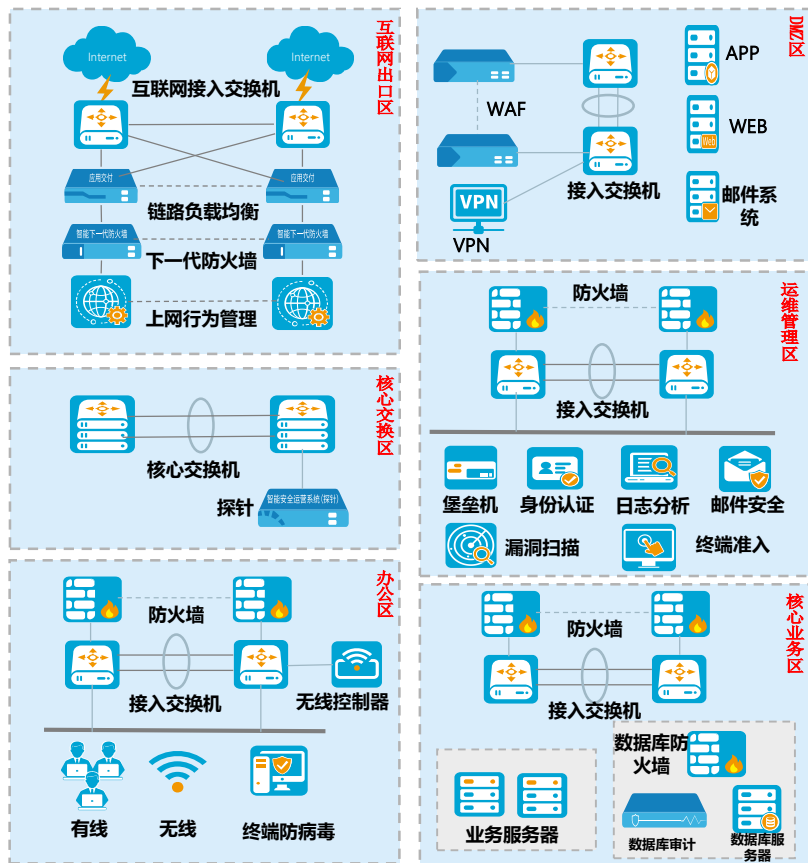 互联网出口区
Internet
Internet
互联网接入交换机
应用交付
应用交付
链路负载均衡
智能下一代防火墙
智能下一代防火墙
下一代防火墙
上网行为管理
DMZ区
APP
WAF
WEB
Web
接入交换机
邮件系
统
VPN
VPN
核心交换区
核心交换机
探针
智能安全运营系统(探针)
运维管理区
防火墙
接入交换机
堡垒机
身份认证
日志分析
邮件安全
漏洞扫描
终端准入
办公区
防火墙
接入交换机
无线控制器
有线
无线
终端防病毒
核心业务区
防火墙
接入交换机
业务服务器
数据库防
火墙
数据库审计
数据库服
务器